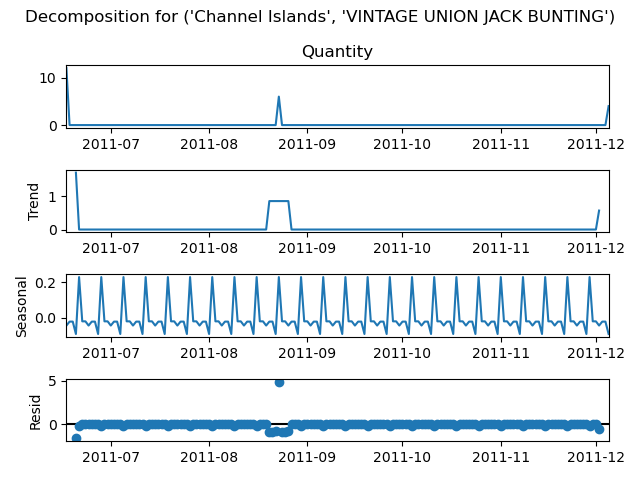 Decomposition for ('Channel Islands', 'VINTAGE UNION JACK BUNTING')
Quantity
10
0
2011-07 2011-08 2011-09 2011-10 2011-11 2011-12
Trend
1
0
2011-07 2011-08 2011-09 2011-10 2011-11 2011-12
Seasonal
0.2
0.0
2011-07 2011-08 2011-09 2011-10 2011-11 2011-12
Resid
5
0
2011-07 2011-08 2011-09 2011-10 2011-11 2011-12